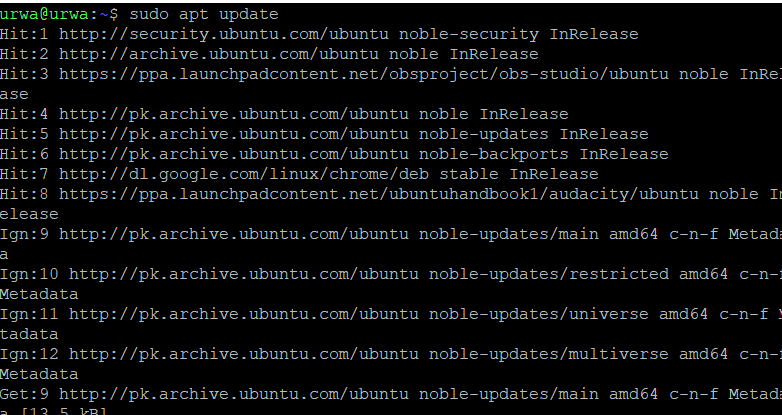 urwa@urwa:~$ sudo apt update
Hit:1 http://security.ubuntu.com/ubuntu noble-security InRelease
Hit:2 http://archive.ubuntu.com/ubuntu noble InRelease
Hit:3 https://ppa.launchpadcontent.net/obsproject/obs-studio/ubuntu noble InRel
ase
Hit:4 http://pk.archive.ubuntu.com/ubuntu noble InRelease
Hit:5 http://pk.archive.ubuntu.com/ubuntu noble-updates InRelease
Hit:6 http://pk.archive.ubuntu.com/ubuntu noble-backports InRelease
Hit:7 http://dl.google.com/linux/chrome/deb stable InRelease
Hit:8 https://ppa.launchpadcontent.net/ubuntuhandbook1/audacity/ubuntu noble In
elease
Ign:9 http://pk.archive.ubuntu.com/ubuntu noble-updates/main amd64 c-n-f Metada
a
Ign:10 http://pk.archive.ubuntu.com/ubuntu noble-updates/restricted amd64 c-n-f
Metadata
Ign:11 http://pk.archive.ubuntu.com/ubuntu noble-updates/universe amd64 c-n-f M
tadata
Ign:12 http://pk.archive.ubuntu.com/ubuntu noble-updates/multiverse amd64 c-n-f
Metadata
Get:9 http://pk.archive.ubuntu.com/ubuntu noble-updates/main amd64 c-n-f Metada
a [13.5 kB]